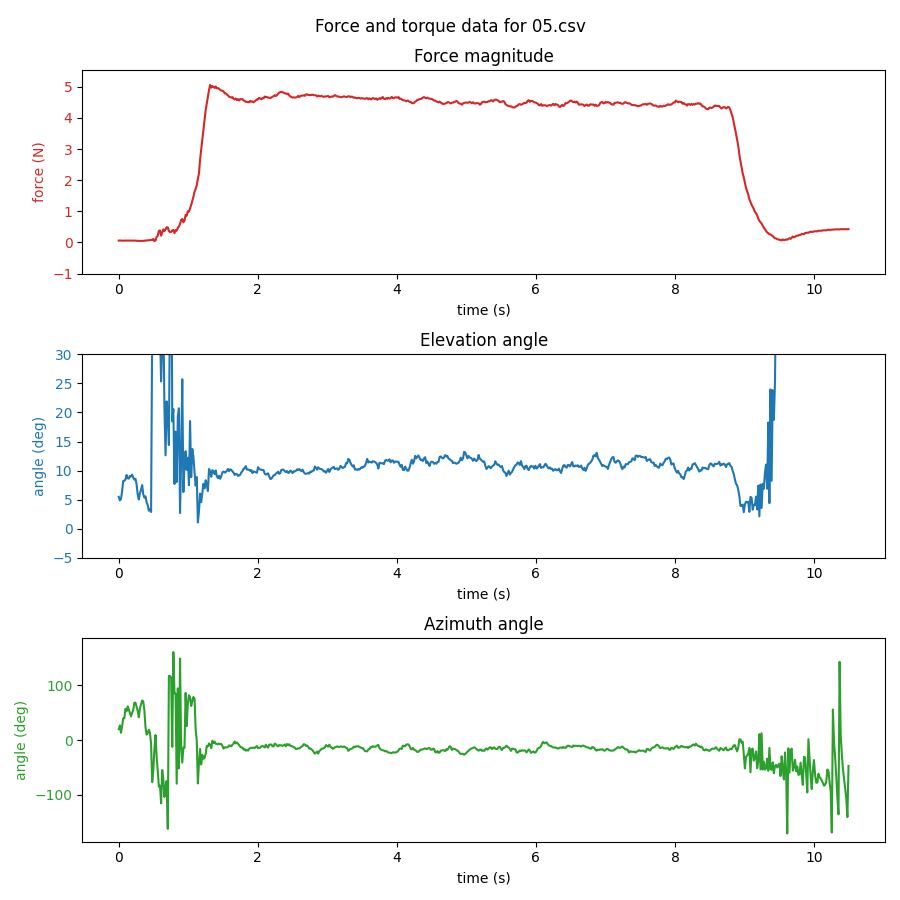 Force and torque data for 05.csv
Force magnitude
5
4
3
2
1
0
−1
force (N)
0 2 4 6 8 10
time (s)
Elevation angle
30
25
20
15
10
5
0
−5
angle (deg)
0 2 4 6 8 10
time (s)
Azimuth angle
100
0
−100
angle (deg)
0 2 4 6 8 10
time (s)